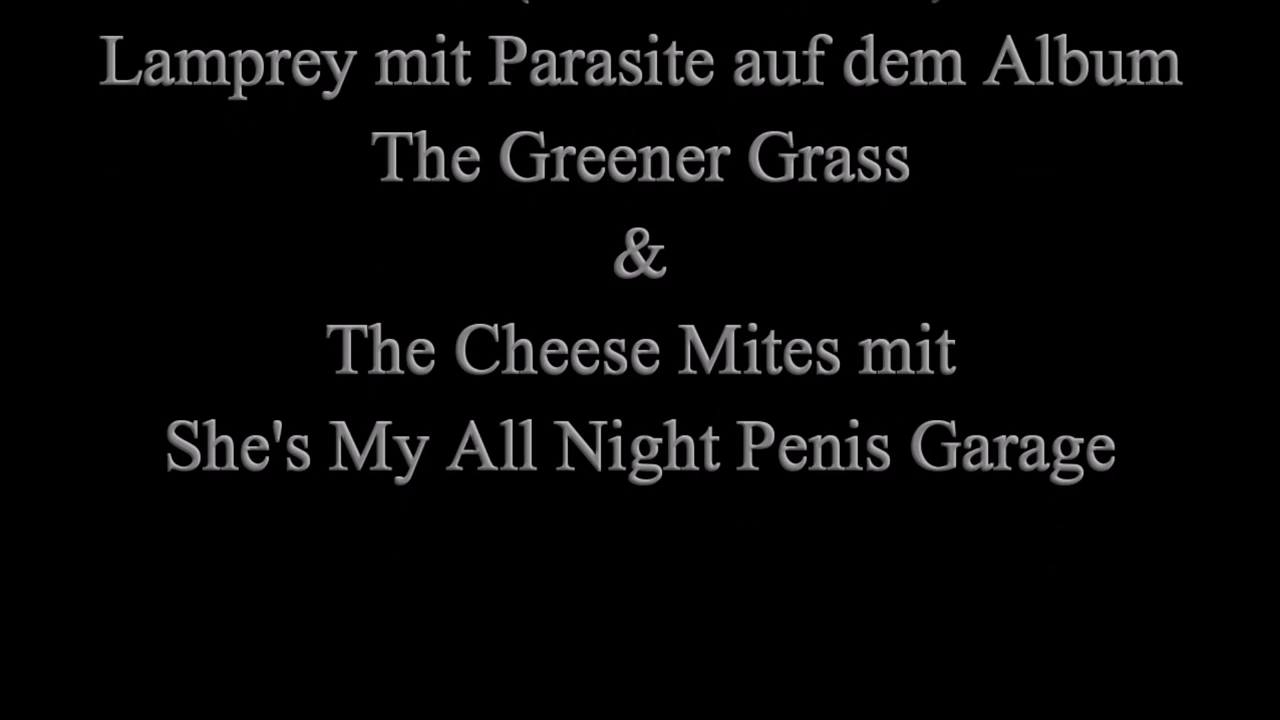 Lamprey mit Parasite auf dem Album
The Greener Grass
&
The Cheese Mites mit
She's My All Night Penis Garage